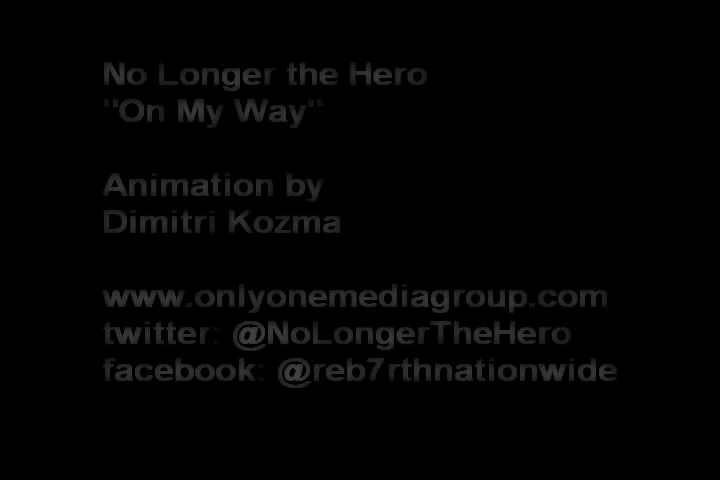 No Longer the Hero
"On My Way"
Animation by
Dimitri Kozma
www.onlyonemediagroup.com
twitter: @NoLongerTheHero
facebook: @reb7rthnationwide